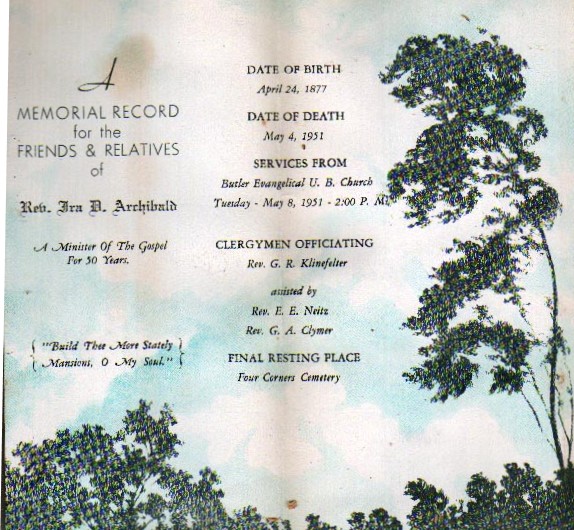 A
MEMORIAL RECORD
for the
FRIENDS & RELATIVES
of
Rev. Ira D. Archibald
A Minister Of The Gospel
For 50 Years.
{ "Build Thee More Stately }
{ Mansions, O My Soul." }
DATE OF BIRTH
April 24, 1877
DATE OF DEATH
May 4, 1951
SERVICES FROM
Butler Evangelical U. B. Church
Tuesday - May 8, 1951 - 2:00 P. M.
CLERGYMEN OFFICIATING
Rev. G. R. Klinefelter
assisted by
Rev. E. E. Neitz
Rev. G. A. Clymer
FINAL RESTING PLACE
Four Corners Cemetery